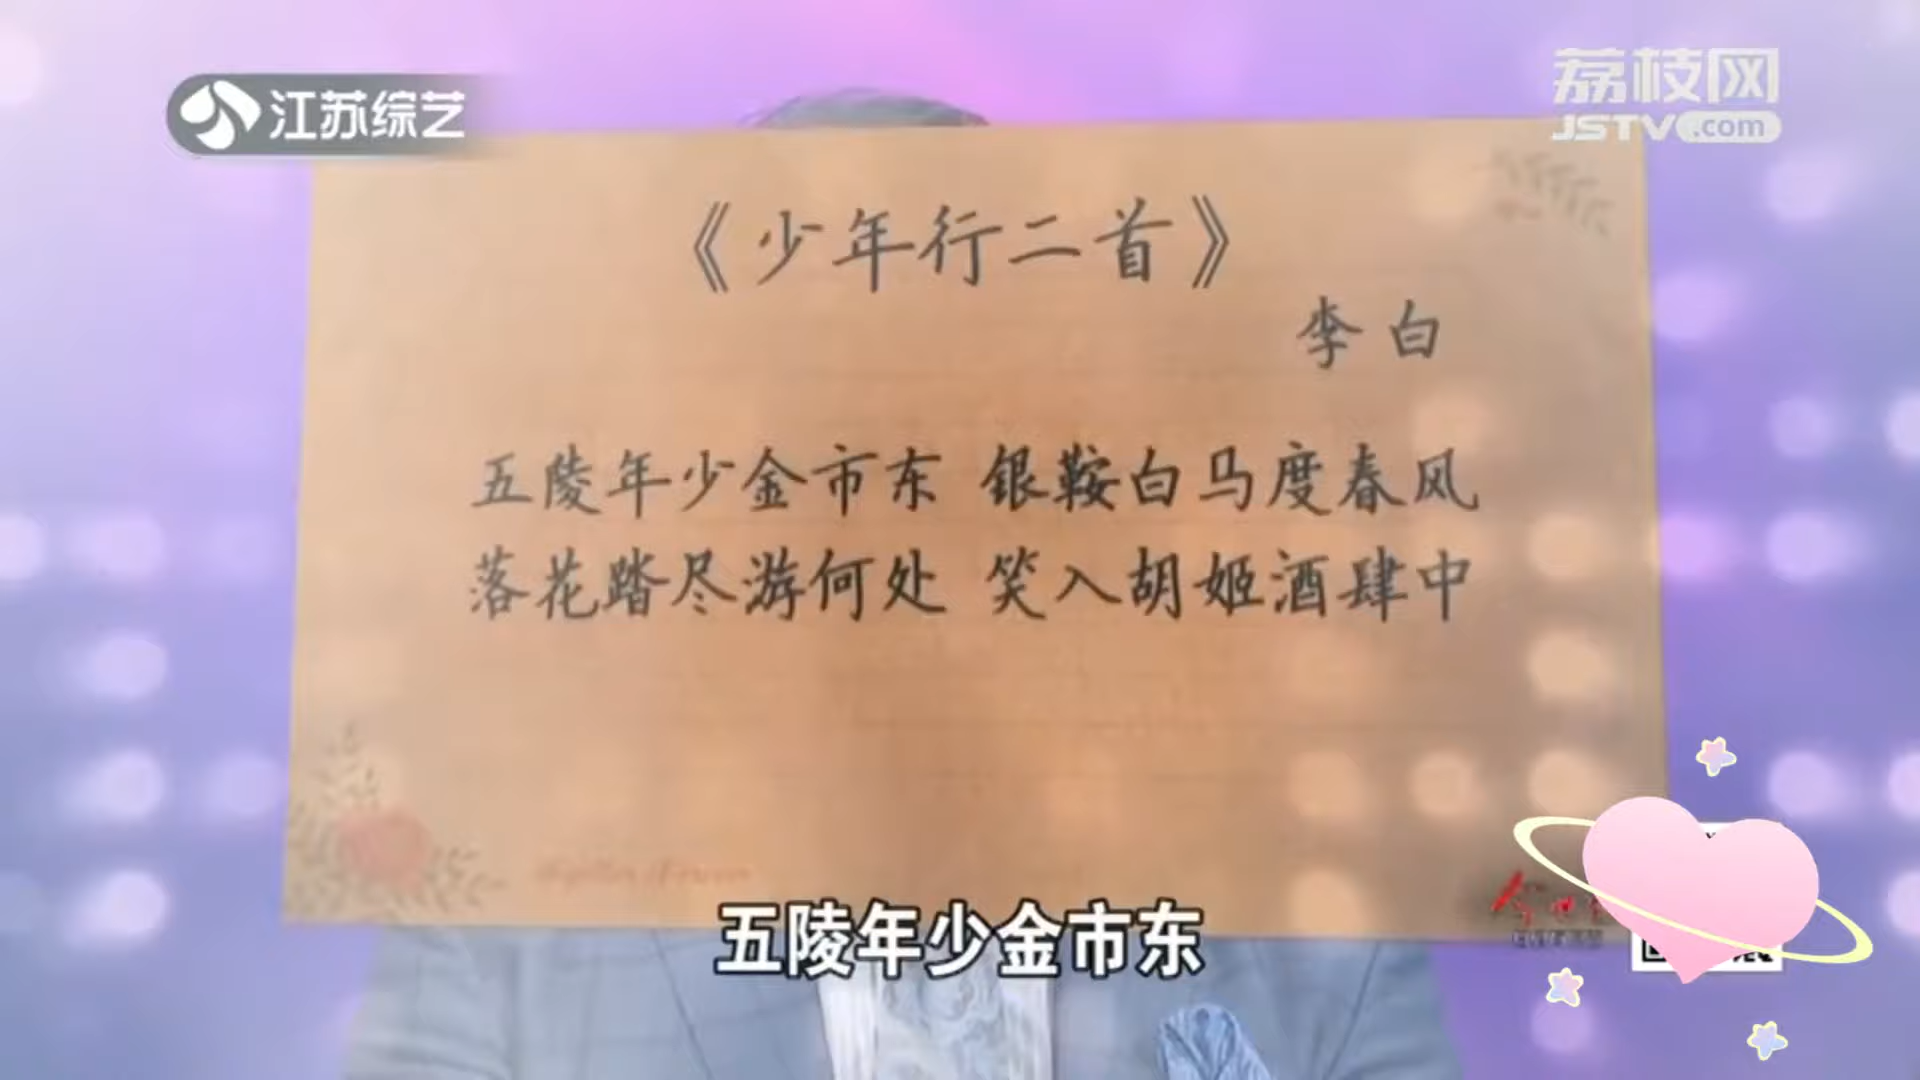 江苏综艺
荔枝网
JSTV.com
《少年行二首》
李白
五陵年少金市东 银鞍白马度春风
落花踏尽游何处 笑入胡姬酒肆中
五陵年少金市东